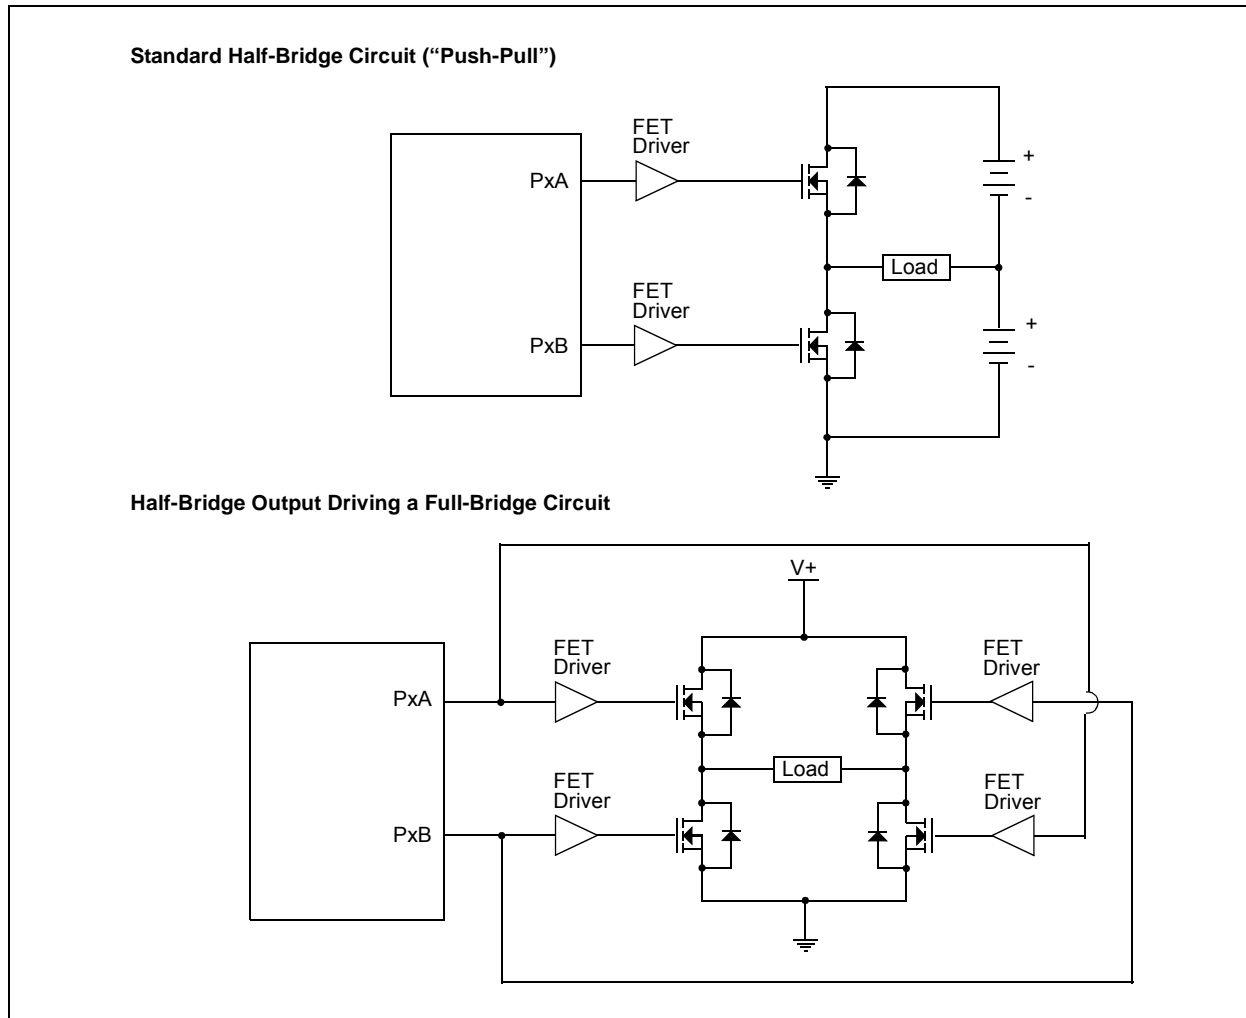 Standard Half-Bridge Circuit (“Push-Pull”)
FET
Driver
PxA
+
-
Load
FET
Driver
PxB
+
-
Half-Bridge Output Driving a Full-Bridge Circuit
V+
FET
Driver
FET
Driver
PxA
Load
FET
Driver
FET
Driver
PxB